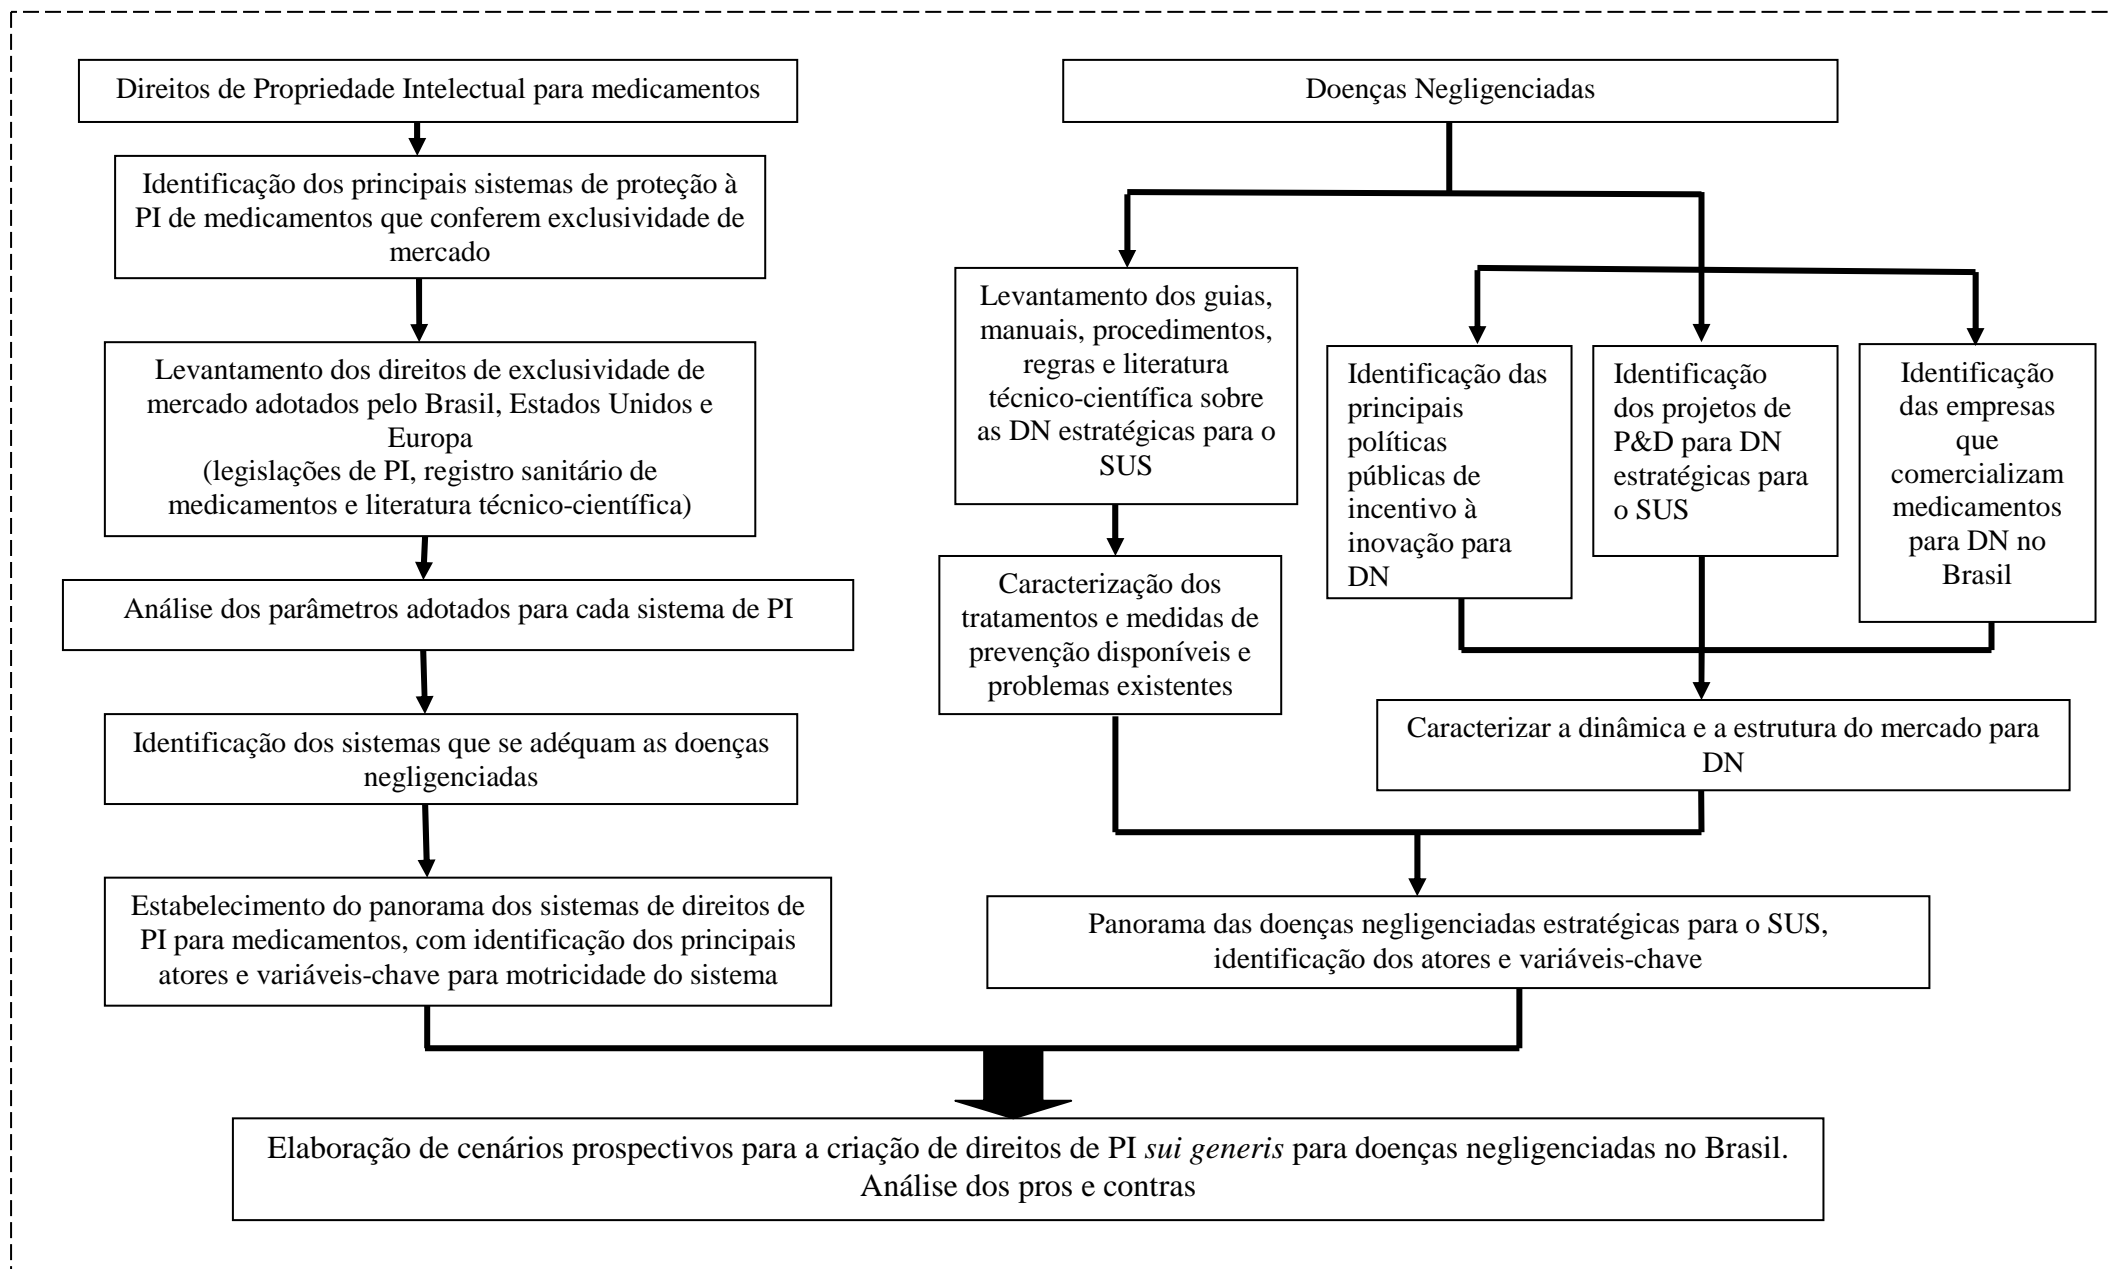 Direitos de Propriedade Intelectual para medicamentos
Identificação dos principais sistemas de proteção à
PI de medicamentos que conferem exclusividade de
mercado
Levantamento dos direitos de exclusividade de
mercado adotados pelo Brasil, Estados Unidos e
Europa
(legislações de PI, registro sanitário de
medicamentos e literatura técnico-científica)
Análise dos parâmetros adotados para cada sistema de PI
Identificação dos sistemas que se adéquam as doenças
negligenciadas
Estabelecimento do panorama dos sistemas de direitos de
PI para medicamentos, com identificação dos principais
atores e variáveis-chave para motricidade do sistema
Doenças Negligenciadas
Levantamento dos guias,
manuais, procedimentos,
regras e literatura
técnico-científica sobre
as DN estratégicas para o
SUS
Caracterização dos
tratamentos e medidas de
prevenção disponíveis e
problemas existentes
Identificação das
principais
políticas
públicas de
incentivo à
inovação para
DN
Identificação
dos projetos de
P&D para DN
estratégicas para
o SUS
Identificação
das empresas
que
comercializam
medicamentos
para DN no
Brasil
Caracterizar a dinâmica e a estrutura do mercado para
DN
Panorama das doenças negligenciadas estratégicas para o SUS,
identificação dos atores e variáveis-chave
Elaboração de cenários prospectivos para a criação de direitos de PI sui generis para doenças negligenciadas no Brasil.
Análise dos pros e contras